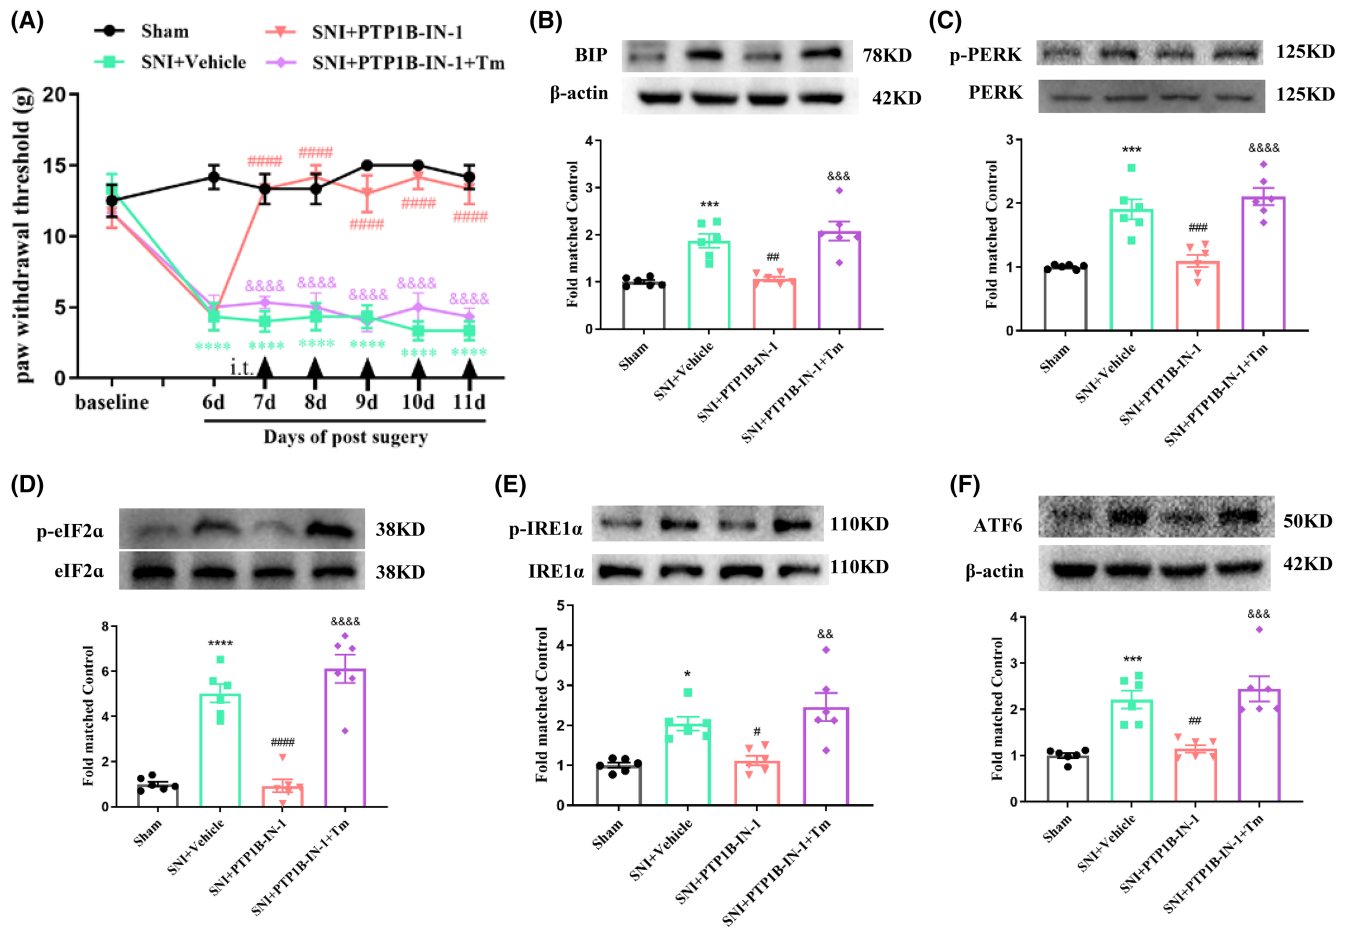 (A)
Sham
SNI+Vehicle
SNI+PTP1B-IN-1
SNI+PTP1B-IN-1+Tm
paw withdrawal threshold (g)
20
15
10
5
0
####
####
####
####
####
&&&&
&&&&
&&&&
&&&&
&&&&
****
****
****
****
****
****
i.t.
baseline
6d
7d
8d
9d
10d
11d
Days of post sugery
(B)
BIP
78KD
β-actin
42KD
Fold matched Control
4
3
2
1
0
***
##
&&&
Sham
SNI+Vehicle
SNI+PTP1B-IN-1
SNI+PTP1B-IN-1+Tm
(C)
p-PERK
125KD
PERK
125KD
Fold matched Control
3
2
1
0
***
###
&&&&
Sham
SNI+Vehicle
SNI+PTP1B-IN-1
SNI+PTP1B-IN-1+Tm
(D)
p-eIF2α
38KD
eIF2α
38KD
Fold matched Control
8
6
4
2
0
****
####
&&&&
Sham
SNI+Vehicle
SNI+PTP1B-IN-1
SNI+PTP1B-IN-1+Tm
(E)
p-IRE1α
110KD
IRE1α
110KD
Fold matched Control
5
4
3
2
1
0
*
#
&&
Sham
SNI+Vehicle
SNI+PTP1B-IN-1
SNI+PTP1B-IN-1+Tm
(F)
ATF6
50KD
β-actin
42KD
Fold matched Control
4
3
2
1
0
***
##
&&&
Sham
SNI+Vehicle
SNI+PTP1B-IN-1
SNI+PTP1B-IN-1+Tm